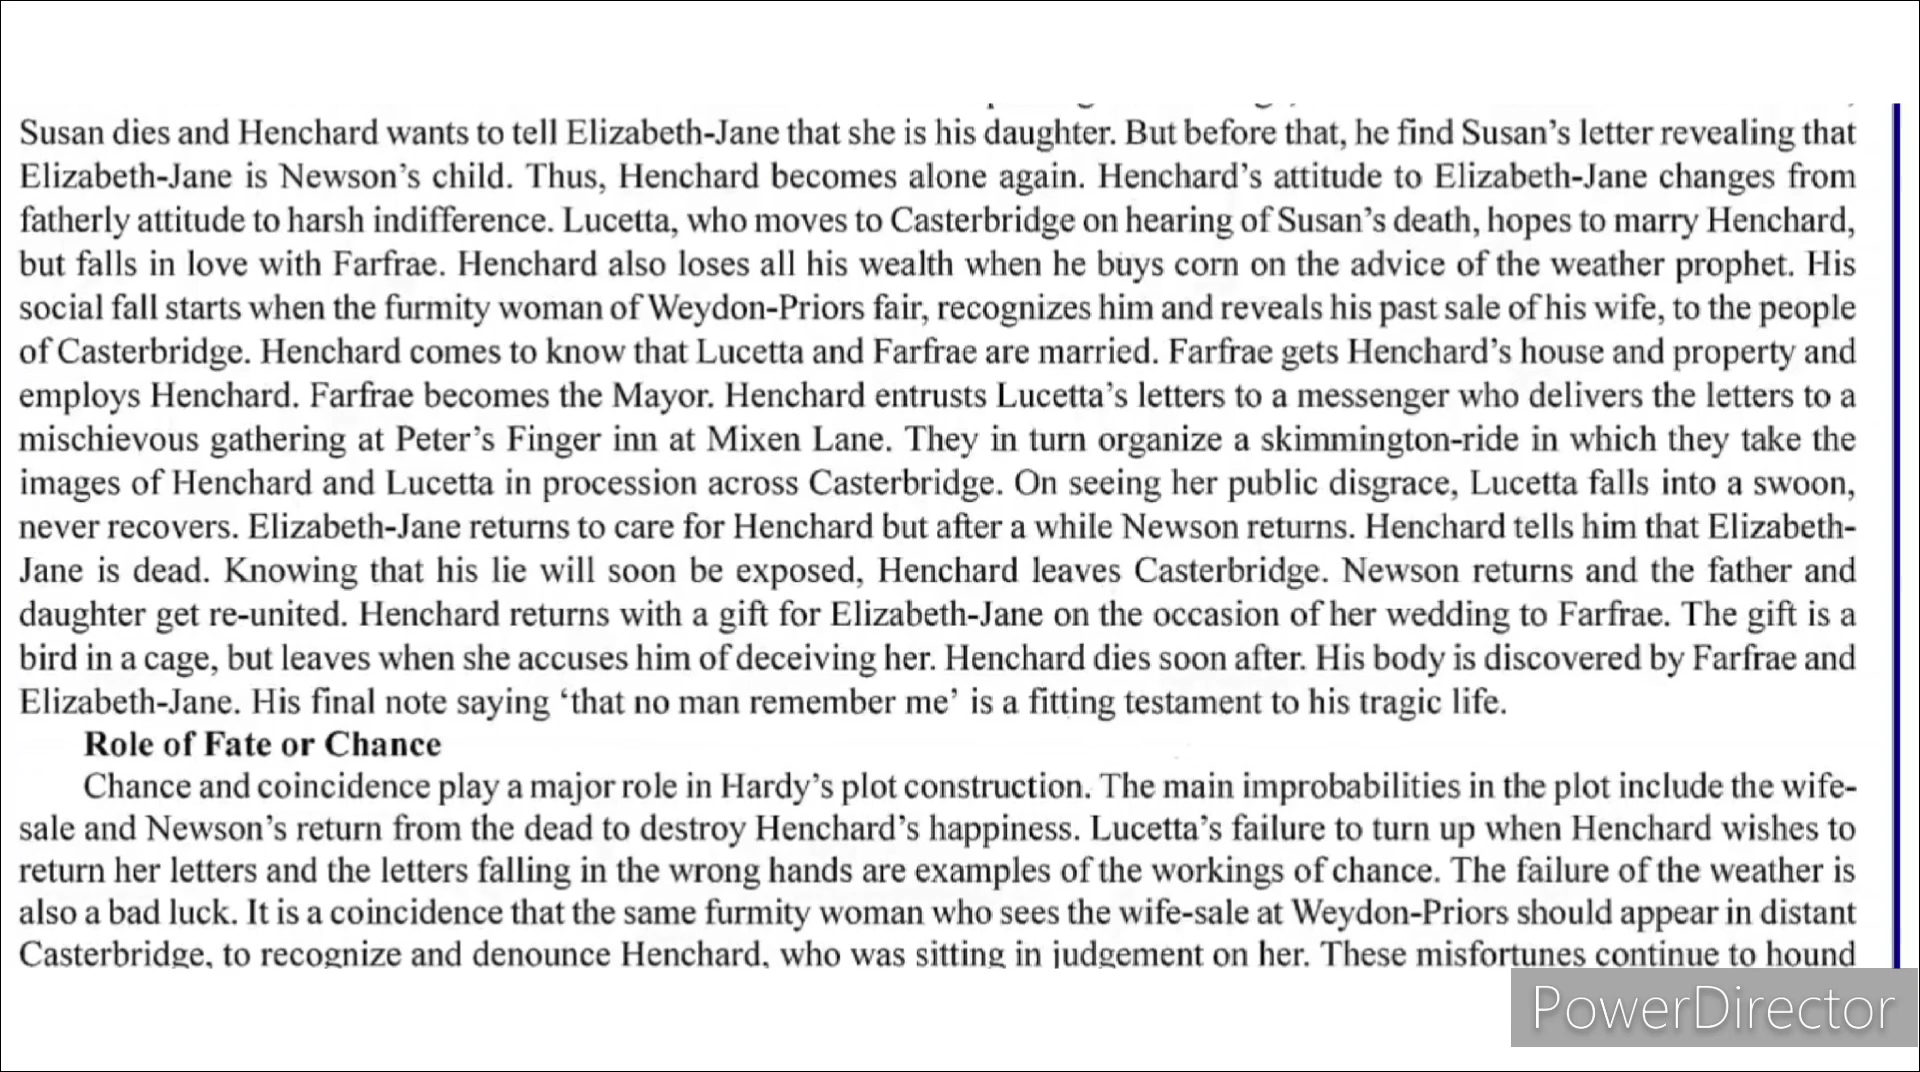 Susan dies and Henchard wants to tell Elizabeth-Jane that she is his daughter. But before that, he find Susan's letter revealing that
Elizabeth-Jane is Newson's child. Thus, Henchard becomes alone again. Henchard's attitude to Elizabeth-Jane changes from
fatherly attitude to harsh indifference. Lucetta, who moves to Casterbridge on hearing of Susan's death, hopes to marry Henchard,
but falls in love with Farfrae. Henchard also loses all his wealth when he buys corn on the advice of the weather prophet. His
social fall starts when the furmity woman of Weydon-Priors fair, recognizes him and reveals his past sale of his wife, to the people
of Casterbridge. Henchard comes to know that Lucetta and Farfrae are married. Farfrae gets Henchard's house and property and
employs Henchard. Farfrae becomes the Mayor. Henchard entrusts Lucetta's letters to a messenger who delivers the letters to a
mischievous gathering at Peter's Finger inn at Mixen Lane. They in turn organize a skimmington-ride in which they take the
images of Henchard and Lucetta in procession across Casterbridge. On seeing her public disgrace, Lucetta falls into a swoon,
never recovers. Elizabeth-Jane returns to care for Henchard but after a while Newson returns. Henchard tells him that Elizabeth-
Jane is dead. Knowing that his lie will soon be exposed, Henchard leaves Casterbridge. Newson returns and the father and
daughter get re-united. Henchard returns with a gift for Elizabeth-Jane on the occasion of her wedding to Farfrae. The gift is a
bird in a cage, but leaves when she accuses him of deceiving her. Henchard dies soon after. His body is discovered by Farfrae and
Elizabeth-Jane. His final note saying 'that no man remember me' is a fitting testament to his tragic life.
Role of Fate or Chance
Chance and coincidence play a major role in Hardy's plot construction. The main improbabilities in the plot include the wife-
sale and Newson's return from the dead to destroy Henchard's happiness. Lucetta's failure to turn up when Henchard wishes to
return her letters and the letters falling in the wrong hands are examples of the workings of chance. The failure of the weather is
also a bad luck. It is a coincidence that the same furmity woman who sees the wife-sale at Weydon-Priors should appear in distant
Casterbridge, to recognize and denounce Henchard, who was sitting in judgement on her. These misfortunes continue to hound
PowerDirector